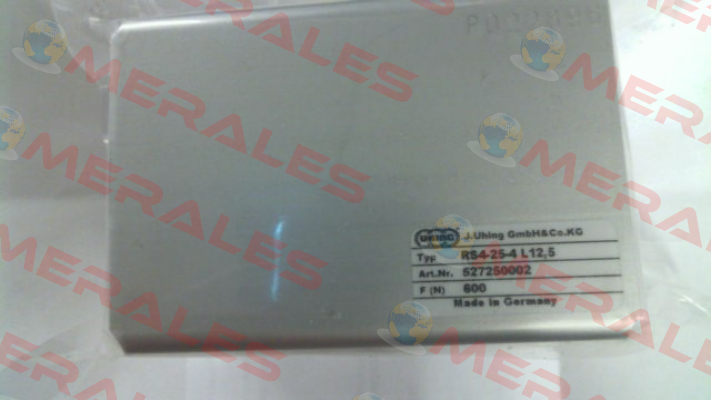 MERALES
UHING J.Uhing GmbH&Co.KG
Typ RS4-25-4 L12,5
Art.Nr. 527250002
F (N) 600
Made in Germany
MERALES
MERALES
MERALES
MERALES